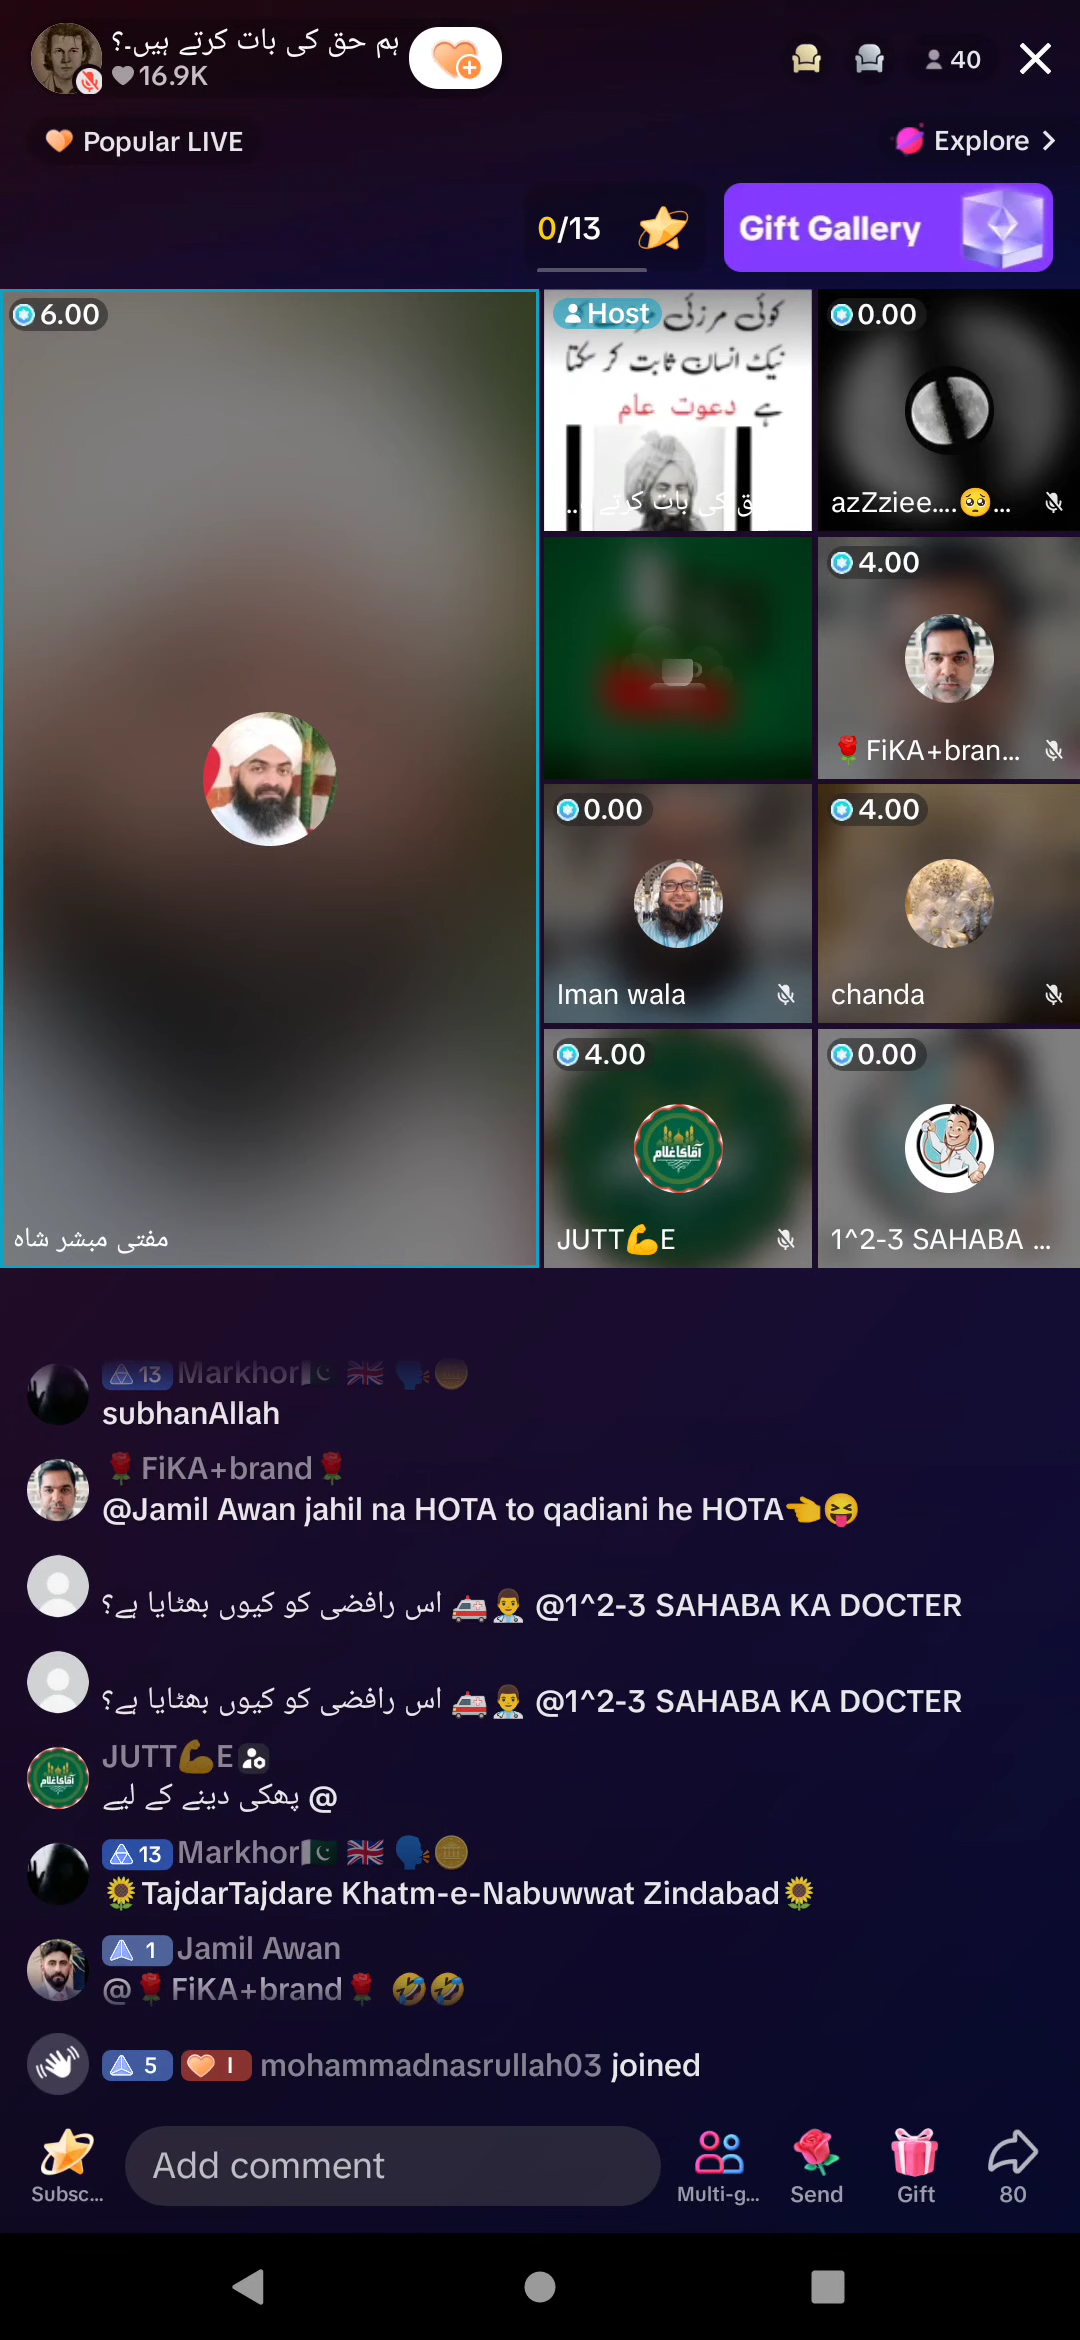 ہم حق کی بات کرتے ہیں۔؟
16.9K
40
Popular LIVE
Explore
0/13
Gift Gallery
6.00
مفتی مبشر شاہ
Host
کوئی مرزئی
نیک انسان ثابت کر سکتا
ہے دعوت عام
ق کی بات کرتے ..
0.00
azZziee....🥺...
4.00
🌹FiKA+bran...
0.00
Iman wala
4.00
chanda
4.00
آقا کا غلام
JUTT💪E
0.00
1^2-3 SAHABA ...
13 Markhor🇵🇰 🇬🇧 🗣️🪙
subhanAllah
🌹FiKA+brand🌹
@Jamil Awan jahil na HOTA to qadiani he HOTA👈😝
اس رافضی کو کیوں بھٹایا ہے؟ 🚑👨‍⚕️ @1^2-3 SAHABA KA DOCTER
اس رافضی کو کیوں بھٹایا ہے؟ 🚑👨‍⚕️ @1^2-3 SAHABA KA DOCTER
JUTT💪E
@ پھکی دینے کے لیے
13 Markhor🇵🇰 🇬🇧 🗣️🪙
🌻TajdarTajdare Khatm-e-Nabuwwat Zindabad🌻
1 Jamil Awan
@🌹FiKA+brand🌹 🤣🤣
5 I mohammadnasrullah03 joined
Subsc...
Add comment
Multi-g...
Send
Gift
80